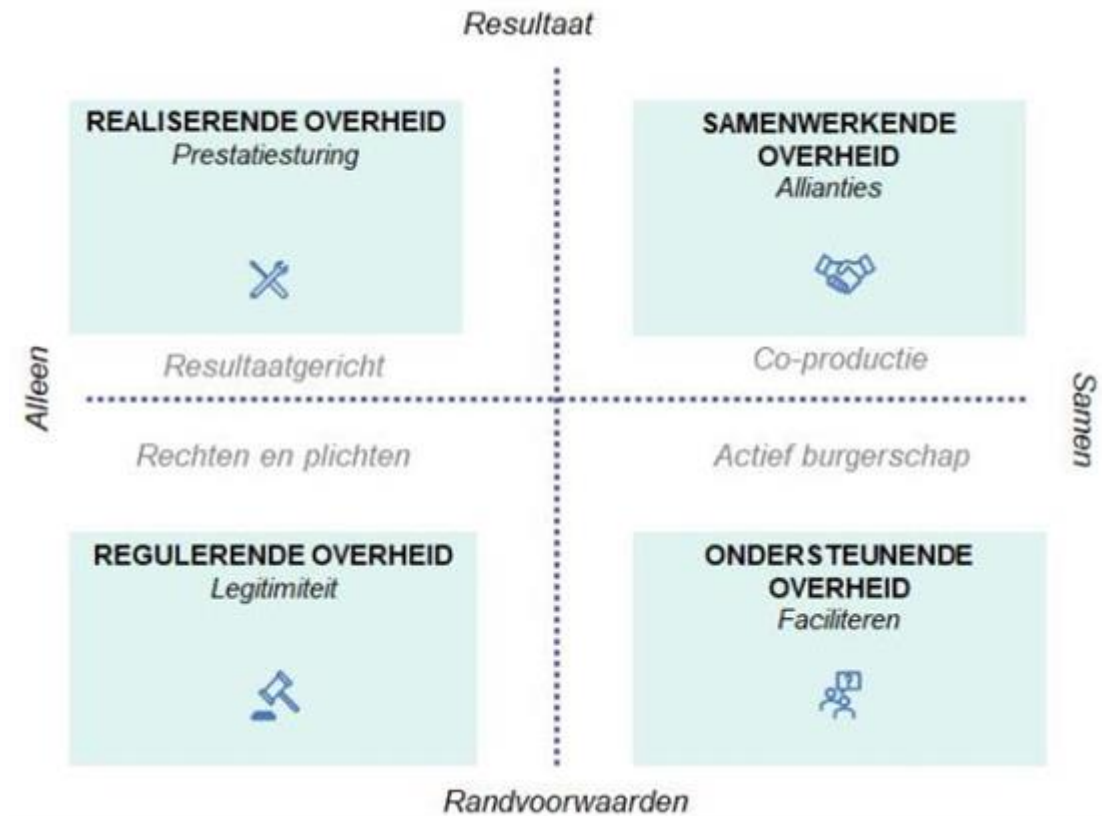 Resultaat
REALISERENDE OVERHEID
Prestatiesturing
SAMENWERKENDE
OVERHEID
Allianties
Resultaatgericht
Co-productie
Alleen
Samen
Rechten en plichten
Actief burgerschap
REGULERENDE OVERHEID
Legitimiteit
ONDERSTEUNENDE
OVERHEID
Faciliteren
?
Randvoorwaarden